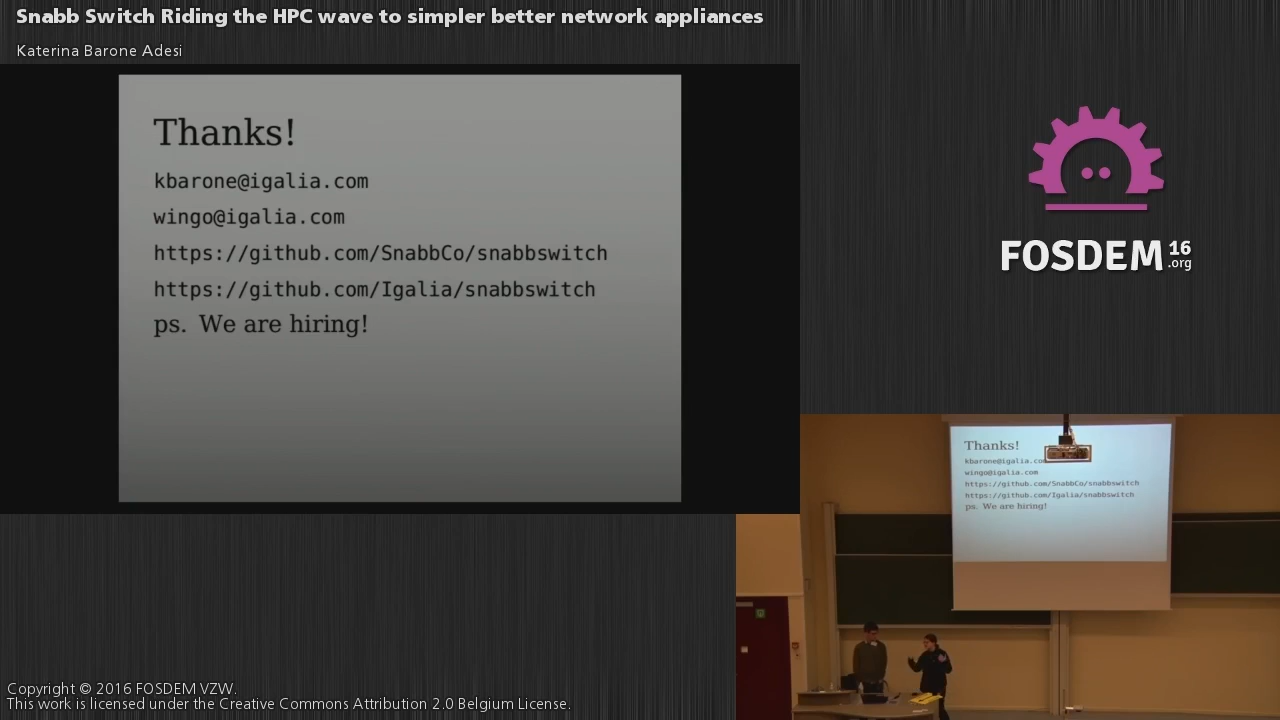 Snabb Switch Riding the HPC wave to simpler better network appliances
Katerina Barone Adesi
Thanks!
kbarone@igalia.com
wingo@igalia.com
https://github.com/SnabbCo/snabbswitch
https://github.com/Igalia/snabbswitch
ps. We are hiring!
FOSDEM 16 .org
Thanks!
kbarone@igalia.com
wingo@igalia.com
https://github.com/SnabbCo/snabbswitch
https://github.com/Igalia/snabbswitch
ps. We are hiring!
Copyright © 2016 FOSDEM VZW.
This work is licensed under the Creative Commons Attribution 2.0 Belgium License.